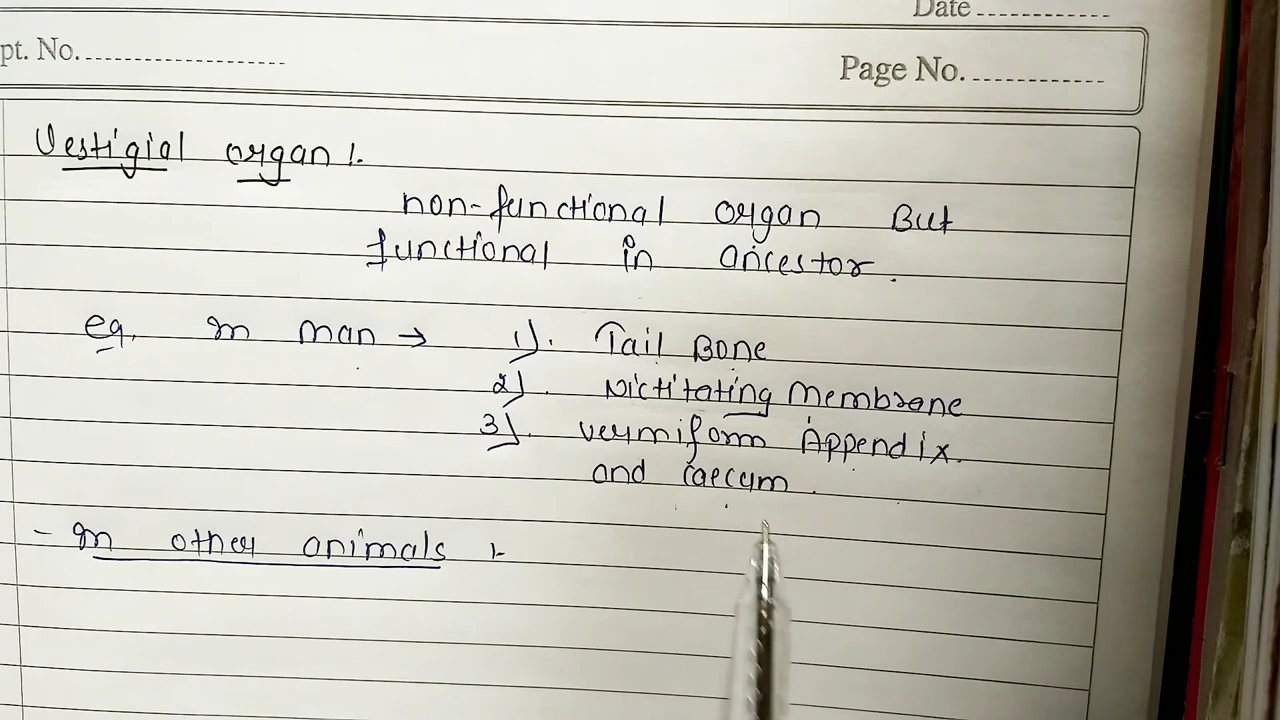 Date ............
pt. No. ....................
Page No. .............
Vestigial organ :-
non-functional organ But
functional in ancestor.
eg. In man → 1). Tail Bone
2). Nictitating Membrane
3). vermiform Appendix.
and caecum.
- In other animals :-